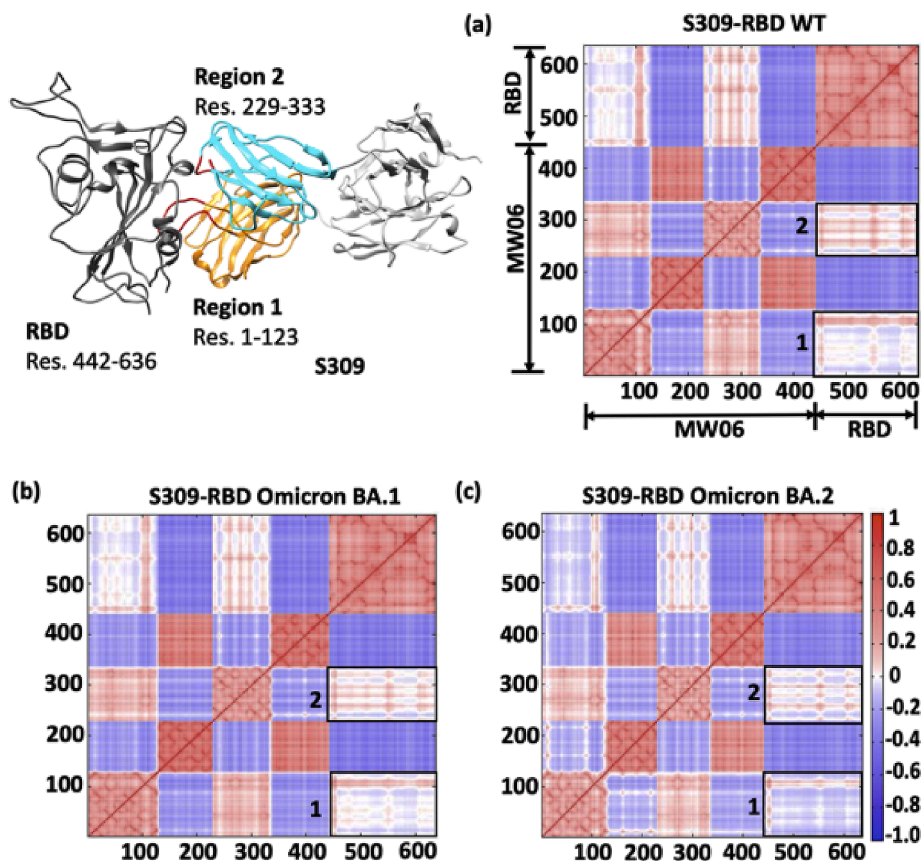 (a)
S309-RBD WT
Region 2
Res. 229-333
Region 1
Res. 1-123
RBD
Res. 442-636
S309
RBD
MW06
600
500
400
300
200
100
2
1
100 200 300 400 500 600
MW06 RBD
(b)
S309-RBD Omicron BA.1
600
500
400
300
200
100
2
1
100 200 300 400 500 600
(c)
S309-RBD Omicron BA.2
600
500
400
300
200
100
2
1
100 200 300 400 500 600
1
0.8
0.6
0.4
0.2
0
-0.2
-0.4
-0.6
-0.8
-1.0